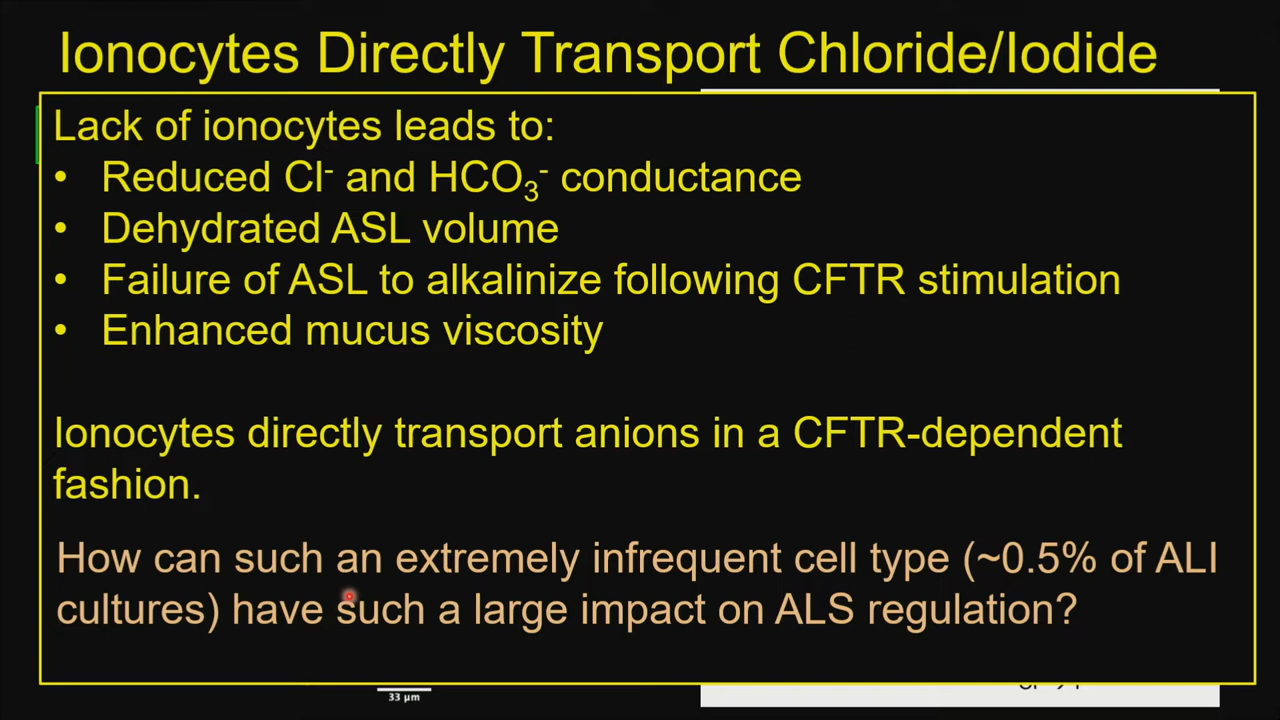 Ionocytes Directly Transport Chloride/Iodide
Lack of ionocytes leads to:
• Reduced Cl⁻ and HCO₃⁻ conductance
• Dehydrated ASL volume
• Failure of ASL to alkalinize following CFTR stimulation
• Enhanced mucus viscosity
Ionocytes directly transport anions in a CFTR-dependent
fashion.
How can such an extremely infrequent cell type (~0.5% of ALI
cultures) have such a large impact on ALS regulation?
33 µm